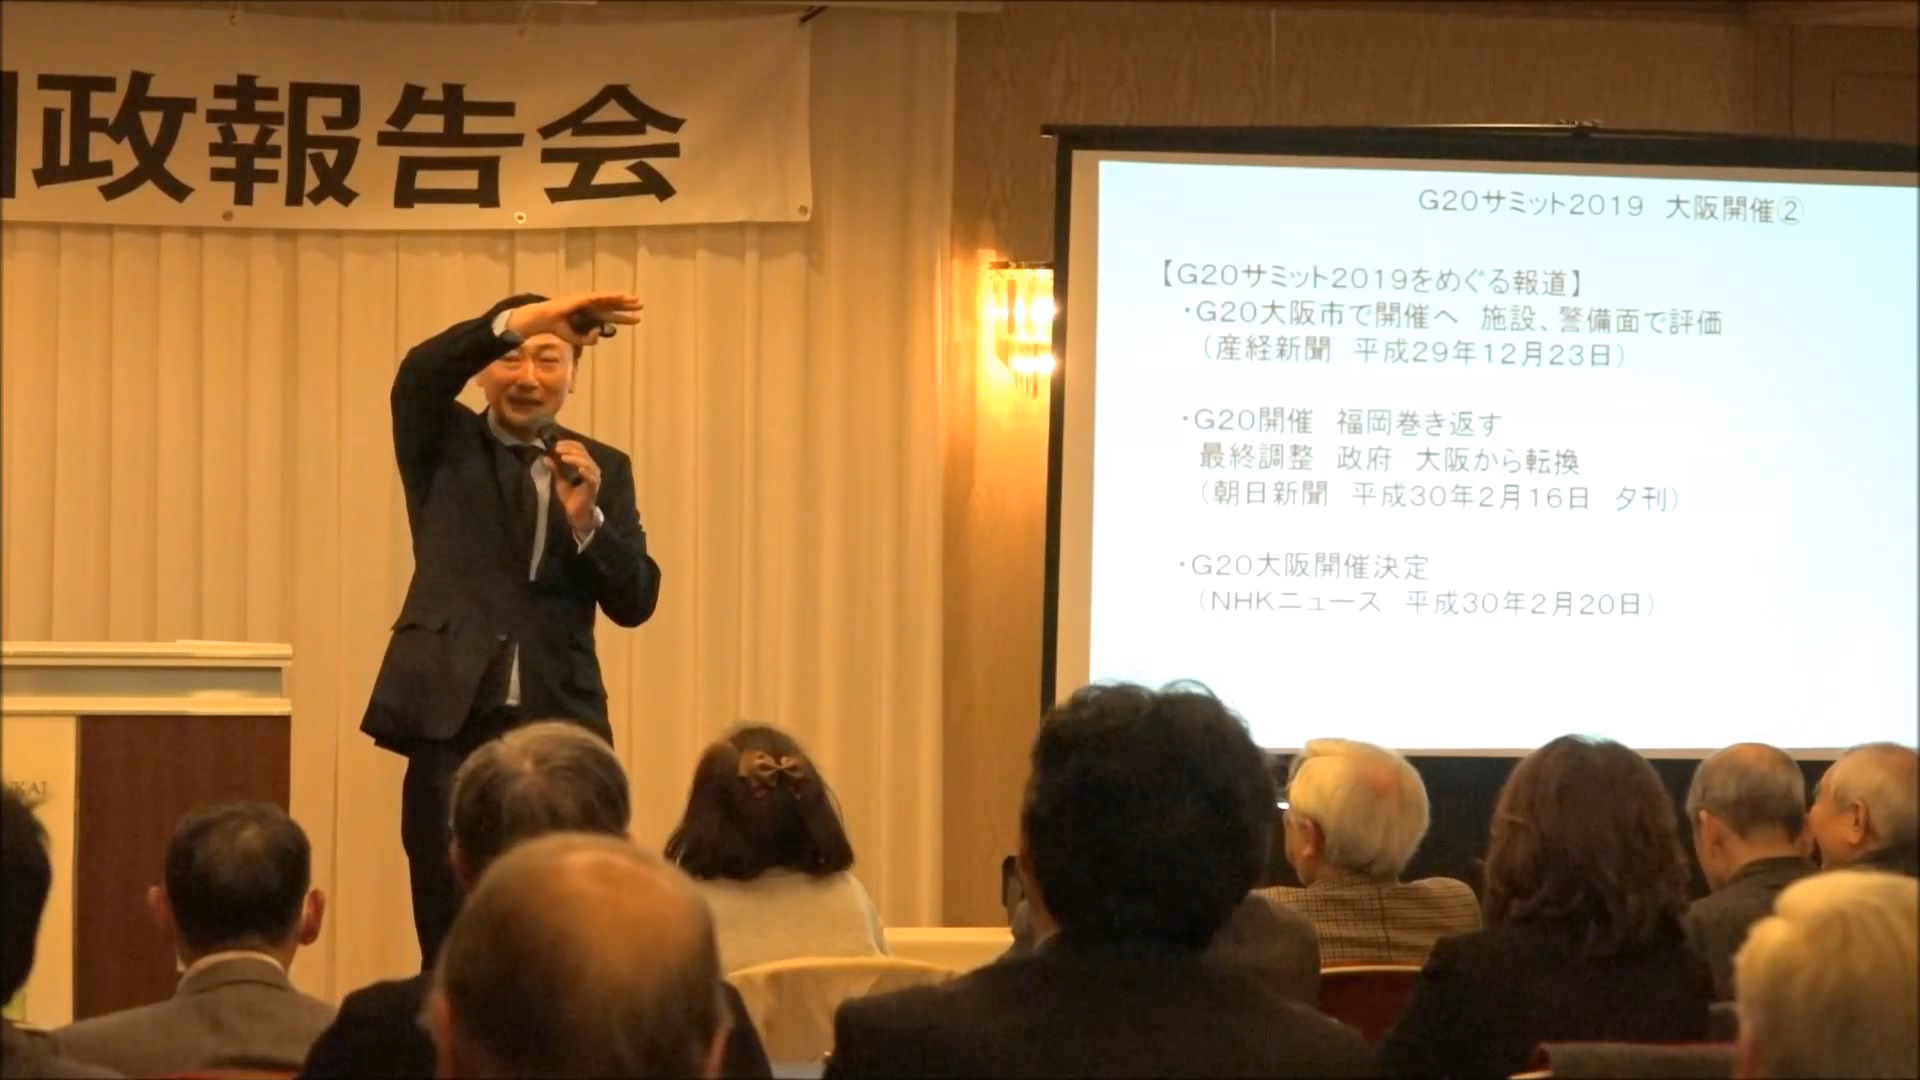 政報告会
G20サミット2019　大阪開催②
【G20サミット2019をめぐる報道】
・G20大阪市で開催へ　施設、警備面で評価
（産経新聞　平成29年12月23日）
・G20開催　福岡巻き返す
最終調整　政府　大阪から転換
（朝日新聞　平成30年2月16日　夕刊）
・G20大阪開催決定
（NHKニュース　平成30年2月20日）
KAI